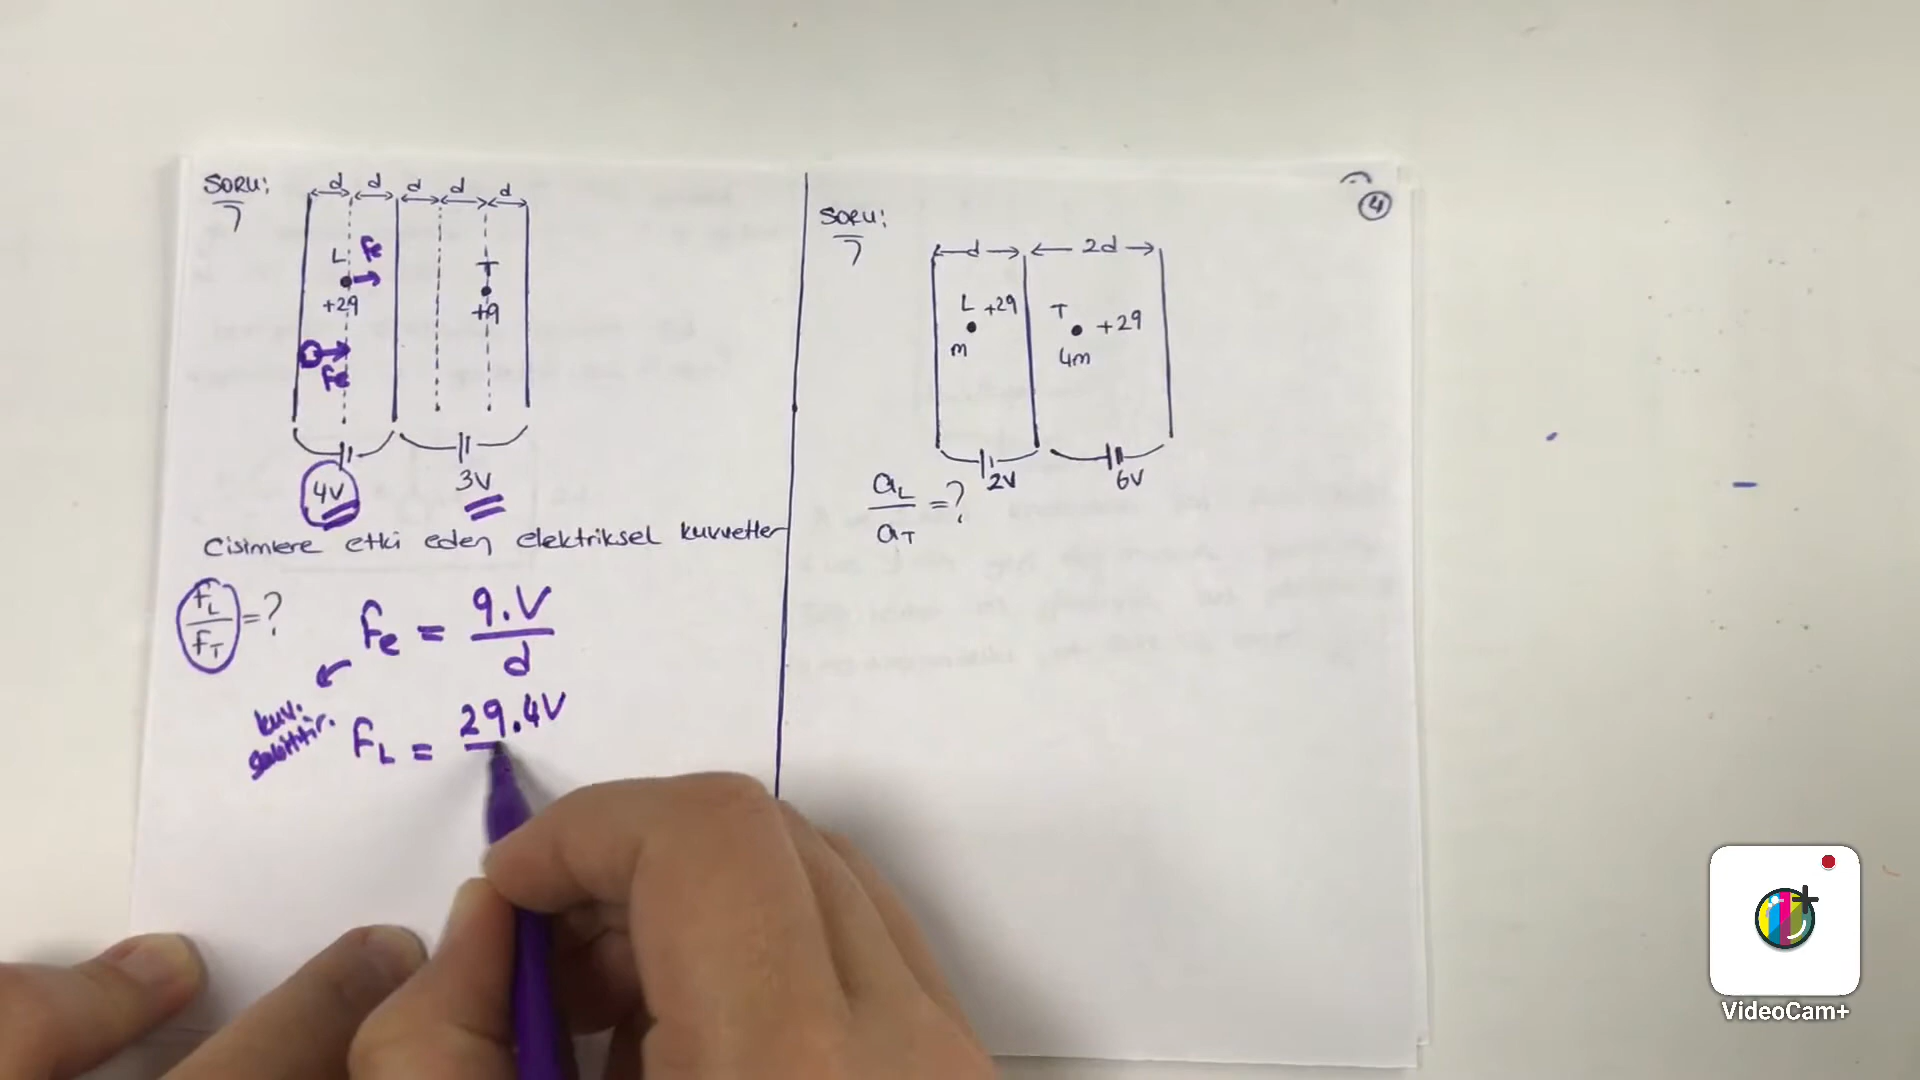 SORU:
7
d d d d d
L
Fe
+2q
T
+q
Fe
4V
3V
Cisimlere etki eden elektriksel kuvvetler
FL
FT
=?
Fe = q.V
d
kuv.
sabittir.
FL = 2q.4V
4
SORU:
7
d 2d
L +2q
m
T
+2q
4m
2V
6V
aL
aT
=?
VideoCam+